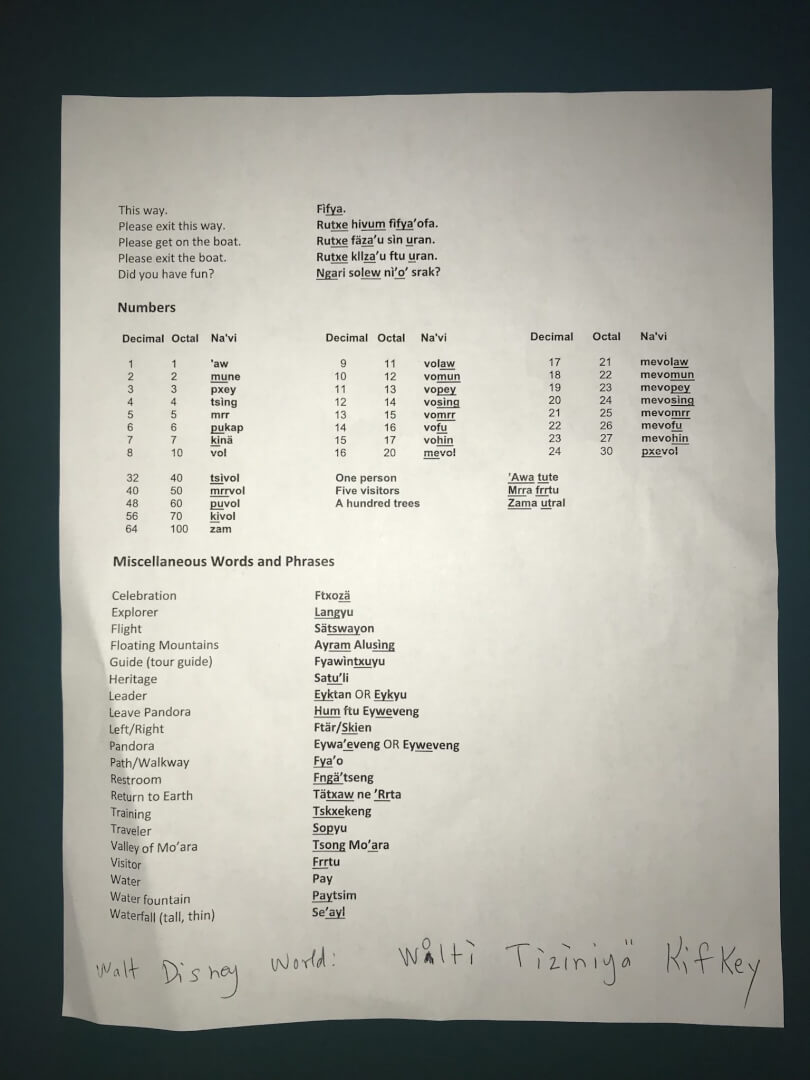 This way. Fìfya.
Please exit this way. Rutxe hivum fìfya'ofa.
Please get on the boat. Rutxe fäza'u sìn uran.
Please exit the boat. Rutxe kllza'u ftu uran.
Did you have fun? Ngari solew nì'o' srak?
Numbers
Decimal Octal Na'vi Decimal Octal Na'vi Decimal Octal Na'vi
1 1 'aw 9 11 volaw 17 21 mevolaw
2 2 mune 10 12 vomun 18 22 mevomun
3 3 pxey 11 13 vopey 19 23 mevopey
4 4 tsìng 12 14 vosìng 20 24 mevosìng
5 5 mrr 13 15 vomrr 21 25 mevomrr
6 6 pukap 14 16 vofu 22 26 mevofu
7 7 kinä 15 17 vohin 23 27 mevohin
8 10 vol 16 20 mevol 24 30 pxevol
32 40 tsìvol One person 'Awa tute
40 50 mrrvol Five visitors Mrra frrtu
48 60 puvol A hundred trees Zama utral
56 70 kivol
64 100 zam
Miscellaneous Words and Phrases
Celebration Ftxozä
Explorer Langyu
Flight Sätswayon
Floating Mountains Ayram Alusìng
Guide (tour guide) Fyawìntxuyu
Heritage Satu'li
Leader Eyktan OR Eykyu
Leave Pandora Hum ftu Eyweveng
Left/Right Ftär/Skien
Pandora Eywa'eveng OR Eyweveng
Path/Walkway Fya'o
Restroom Fngä'tseng
Return to Earth Tätxaw ne 'Rrta
Training Tskxekeng
Traveler Sopyu
Valley of Mo'ara Tsong Mo'ara
Visitor Frrtu
Water Pay
Water fountain Paytsim
Waterfall (tall, thin) Se'ayl
Walt Disney World: Wåltì Tìzìniyä KifKey